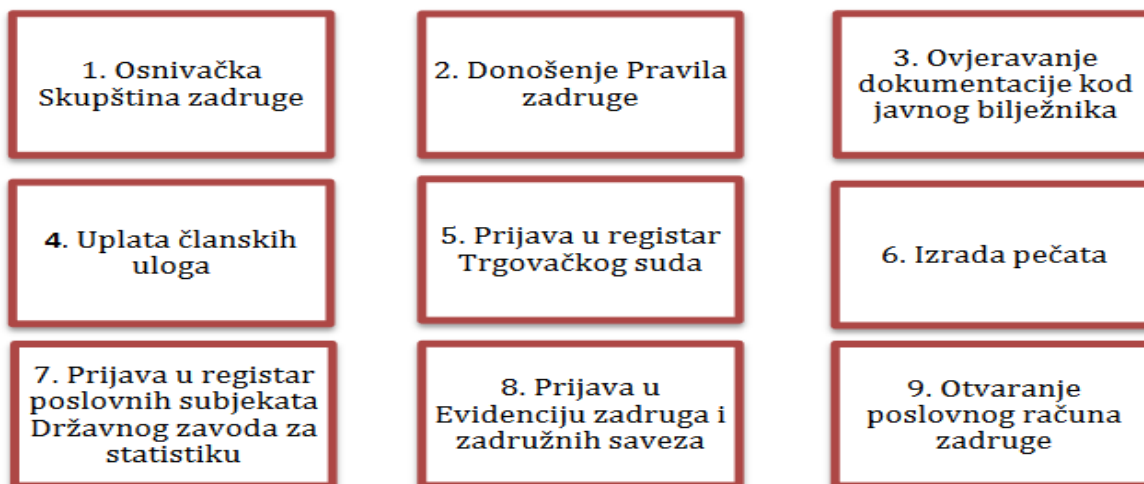 1. Osnivačka
Skupština zadruge
2. Donošenje Pravila
zadruge
3. Ovjeravanje
dokumentacije kod
javnog bilježnika
4. Uplata članskih
uloga
5. Prijava u registar
Trgovačkog suda
6. Izrada pečata
7. Prijava u registar
poslovnih subjekata
Državnog zavoda za
statistiku
8. Prijava u
Evidenciju zadruga i
zadružnih saveza
9. Otvaranje
poslovnog računa
zadruge